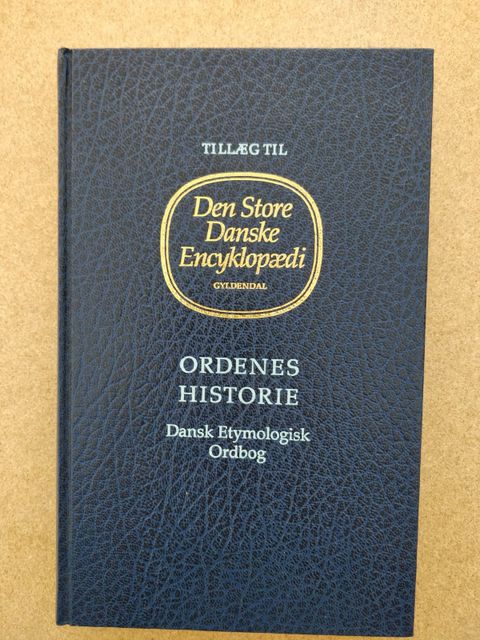 TILLÆG TIL
Den Store
Danske
Encyklopædi
GYLDENDAL
ORDENES
HISTORIE
Dansk Etymologisk
Ordbog